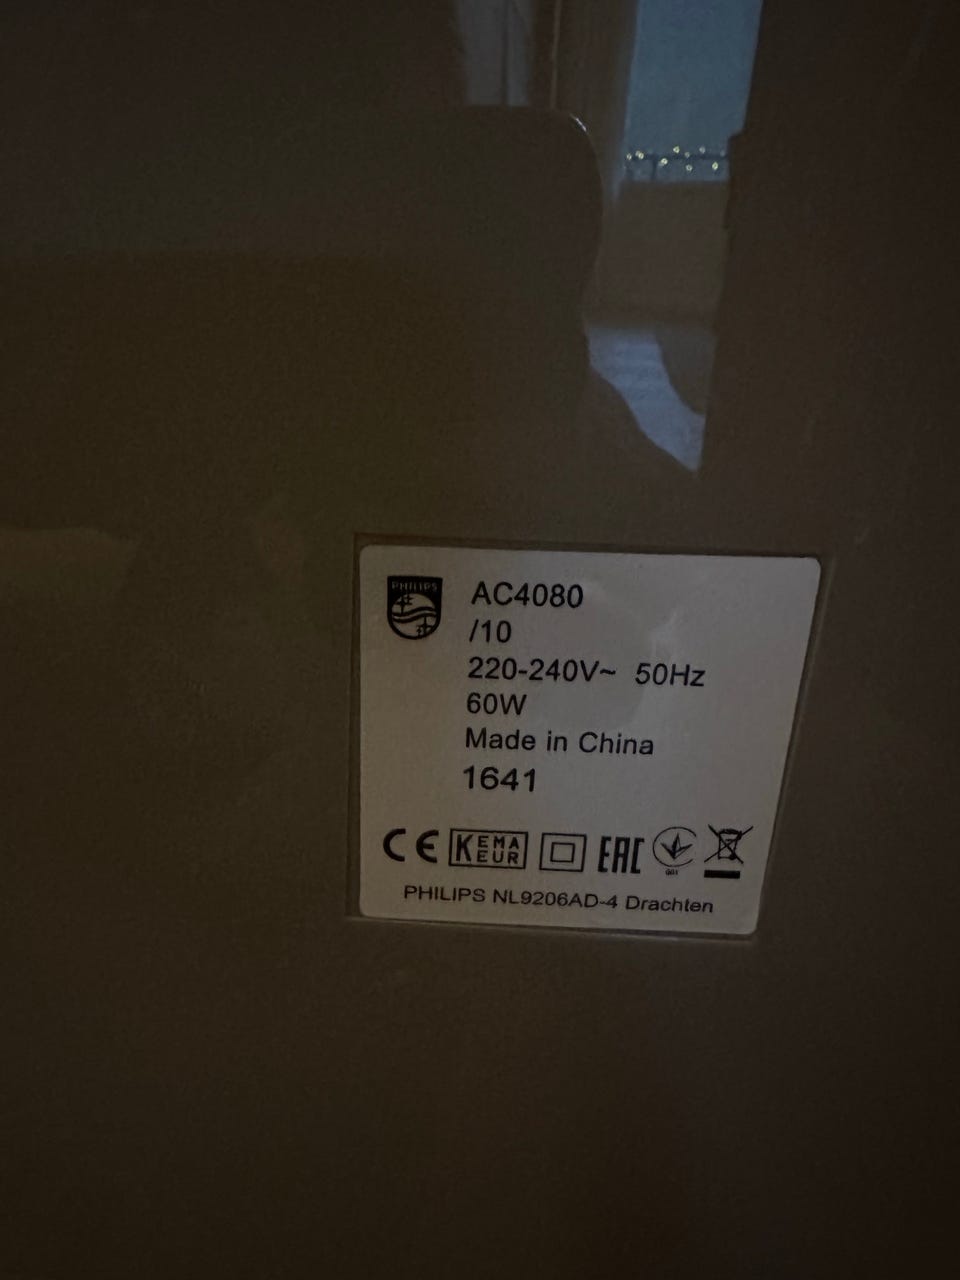 PHILIPS
AC4080
/10
220-240V~ 50Hz
60W
Made in China
1641
CE KEMA EUR EAC
PHILIPS NL9206AD-4 Drachten